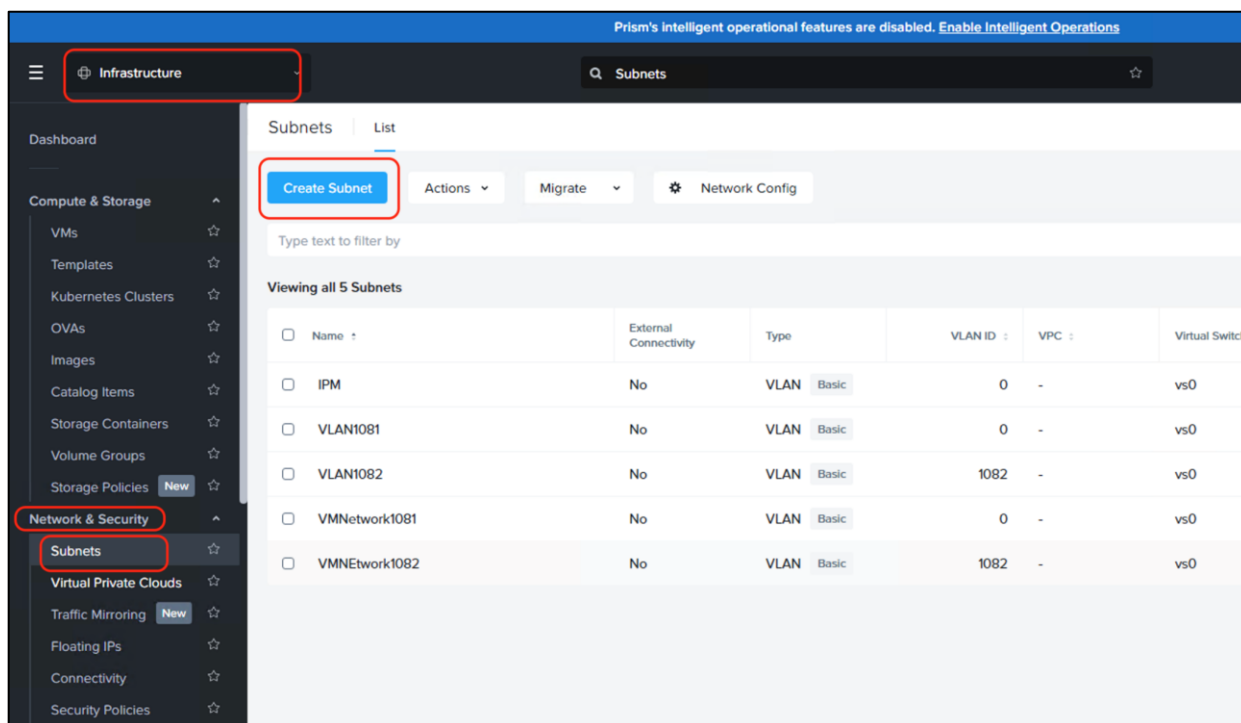 Prism's intelligent operational features are disabled. Enable Intelligent Operations
Infrastructure
Subnets
Dashboard
Compute & Storage
VMs
Templates
Kubernetes Clusters
OVAs
Images
Catalog Items
Storage Containers
Volume Groups
Storage Policies New
Network & Security
Subnets
Virtual Private Clouds
Traffic Mirroring New
Floating IPs
Connectivity
Security Policies
Subnets List
Create Subnet Actions Migrate Network Config
Type text to filter by
Viewing all 5 Subnets
Name External Connectivity Type VLAN ID VPC Virtual Switc
IPM No VLAN Basic 0 - vs0
VLAN1081 No VLAN Basic 0 - vs0
VLAN1082 No VLAN Basic 1082 - vs0
VMNetwork1081 No VLAN Basic 0 - vs0
VMNEtwork1082 No VLAN Basic 1082 - vs0